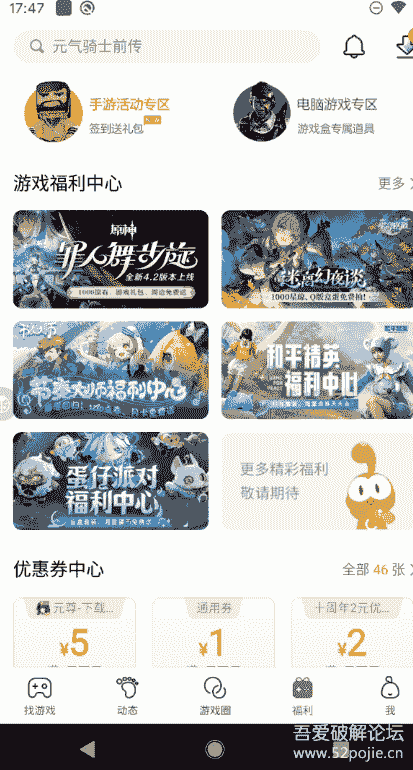 17:47
元气骑士前传
手游活动专区
签到送礼包
电脑游戏专区
游戏盒专属道具
游戏福利中心
更多
原神
罪人舞步旋
全新4.2版本上线
迷宫幻夜谈
和平精英
福利中心
蛋仔派对
福利中心
更多精彩福利
敬请期待
优惠券中心
全部 46 张
元尊-下载...
通用券
十周年2元优...
¥5
¥1
¥2
找游戏
动态
游戏圈
福利
我
吾爱破解论坛
www.52pojie.cn